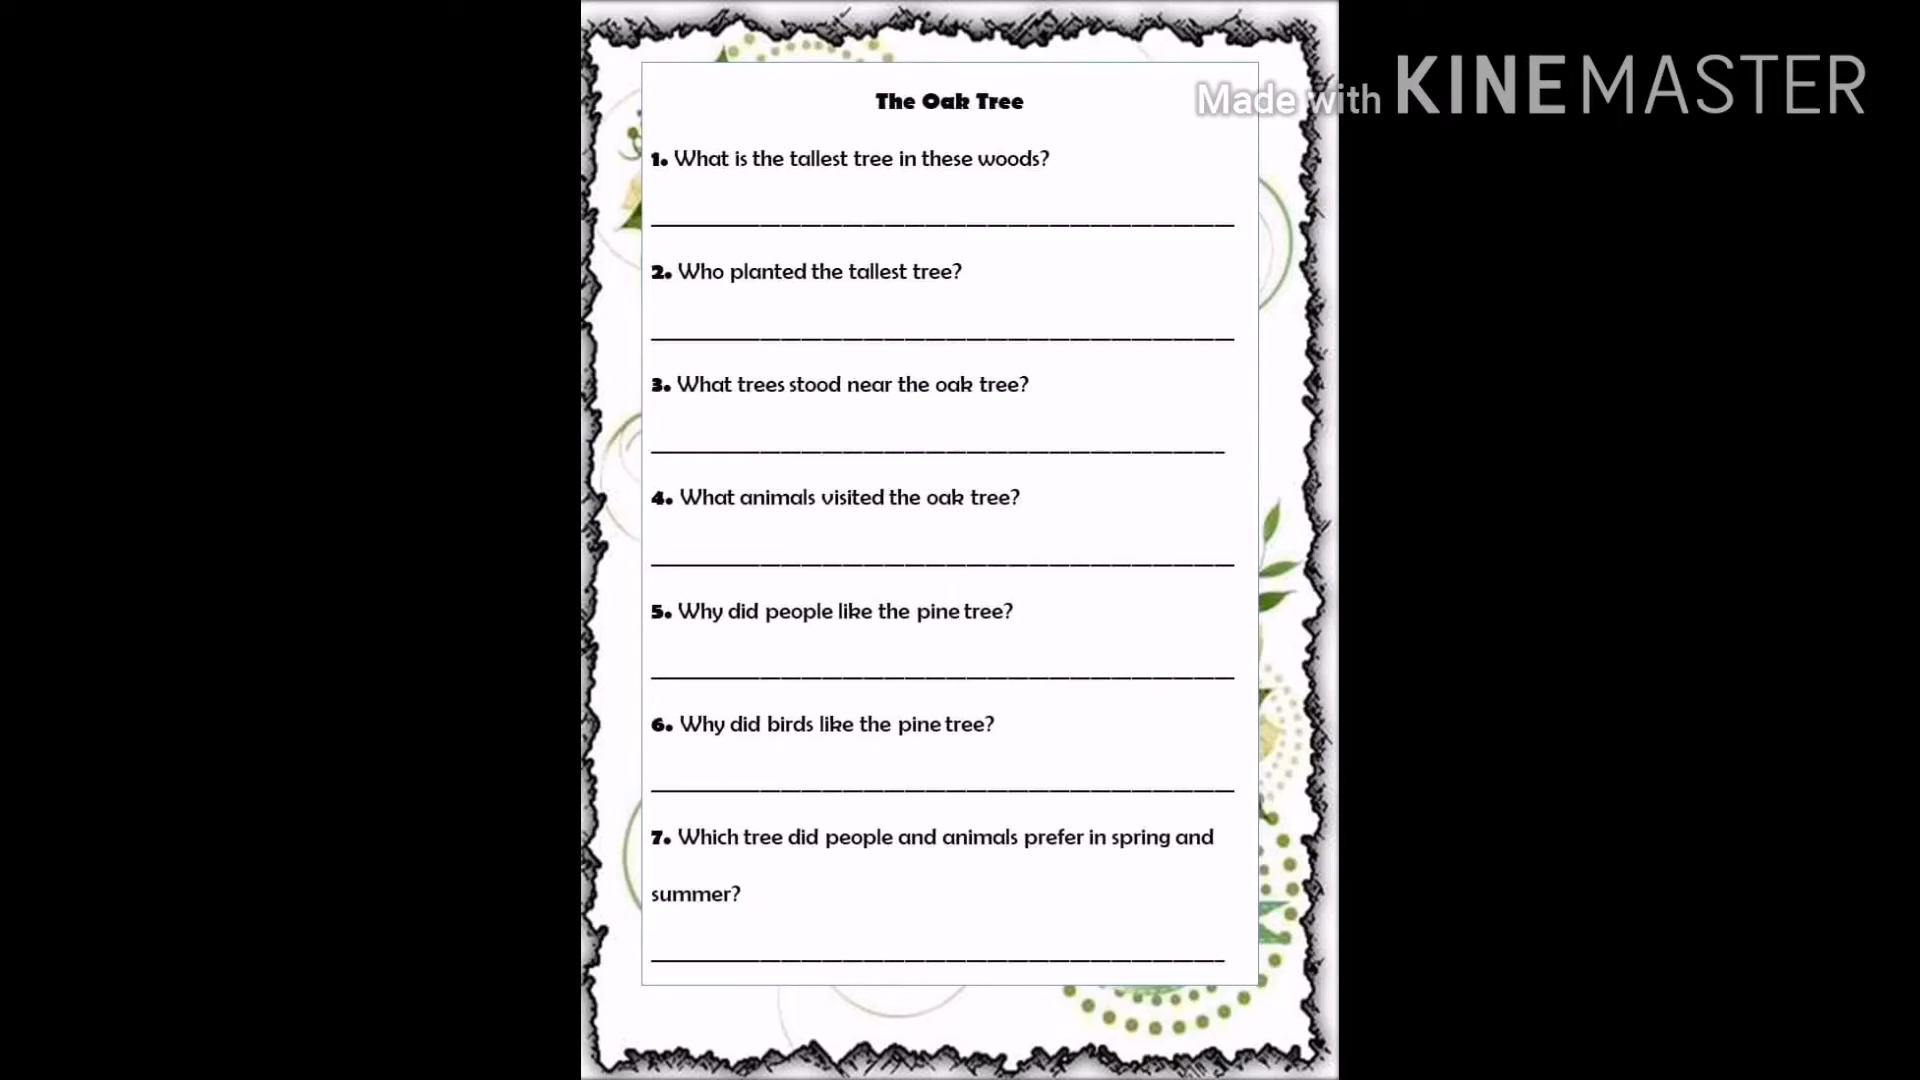 The Oak Tree
Made with KINEMASTER
1. What is the tallest tree in these woods?
2. Who planted the tallest tree?
3. What trees stood near the oak tree?
4. What animals visited the oak tree?
5. Why did people like the pine tree?
6. Why did birds like the pine tree?
7. Which tree did people and animals prefer in spring and
summer?